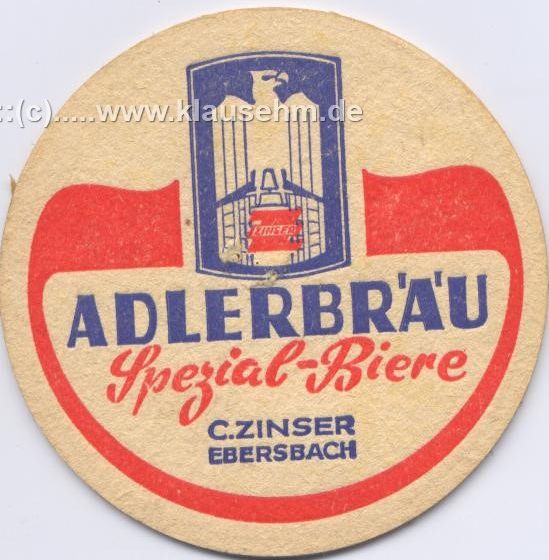 ::(c).....www.klausehm.de
ZINSER
ADLERBRÄU
Spezial-Biere
C.ZINSER
EBERSBACH